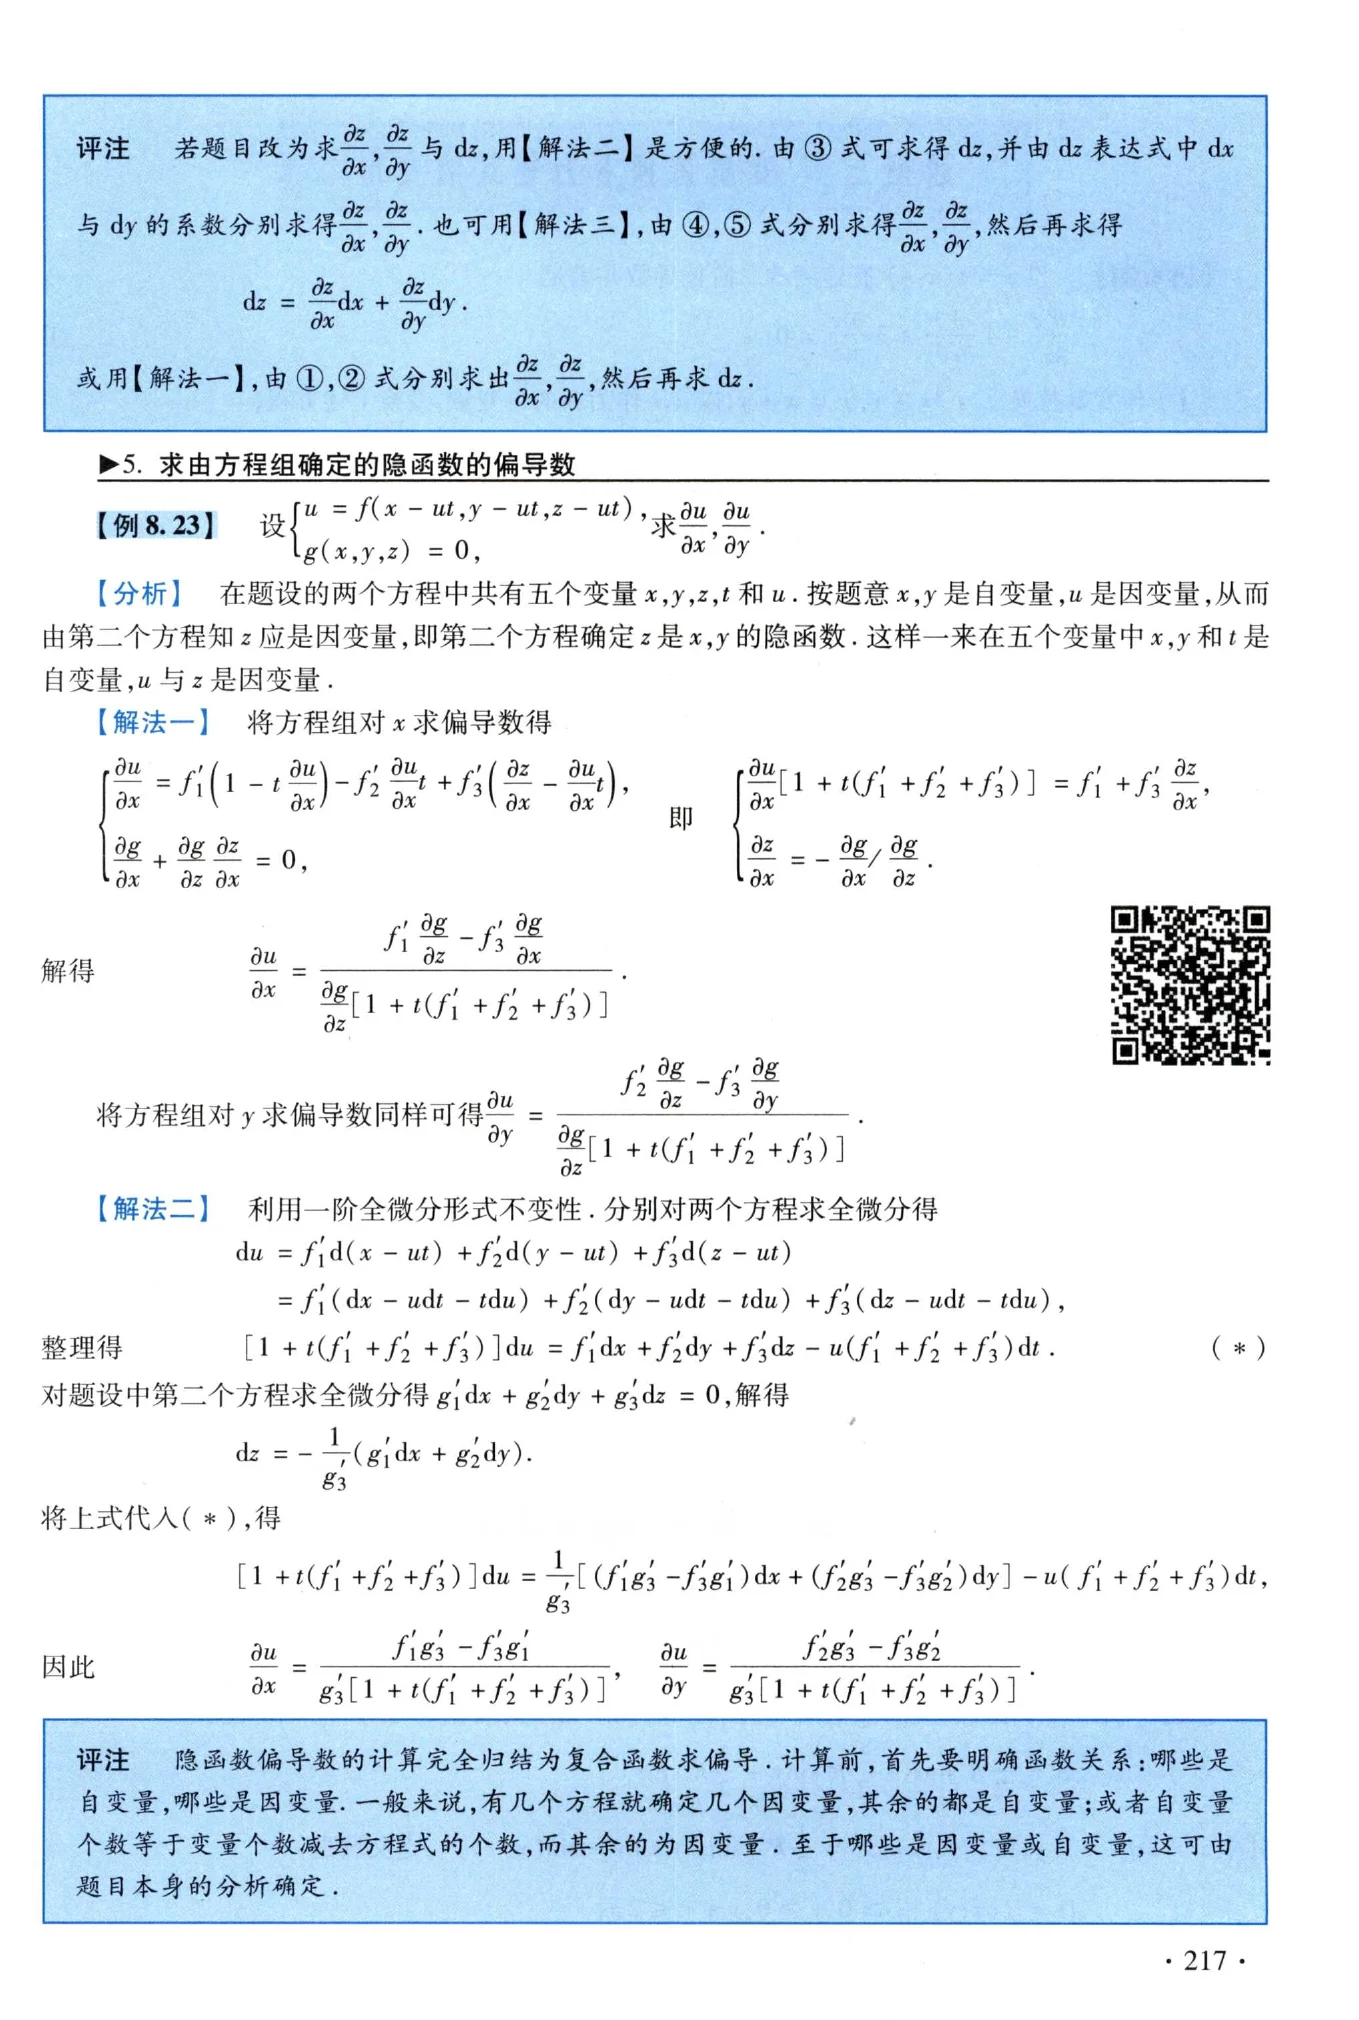 评注 若题目改为求$\frac{\partial z}{\partial x},\frac{\partial z}{\partial y}$与 dz,用【解法二】是方便的.由③式可求得 dz,并由 dz 表达式中 dx
与 dy 的系数分别求得$\frac{\partial z}{\partial x},\frac{\partial z}{\partial y}$.也可用【解法三】,由④,⑤式分别求得$\frac{\partial z}{\partial x},\frac{\partial z}{\partial y}$,然后再求得
$dz = \frac{\partial z}{\partial x}dx + \frac{\partial z}{\partial y}dy.$
或用【解法一】,由①,②式分别求出$\frac{\partial z}{\partial x},\frac{\partial z}{\partial y}$,然后再求 dz.
▶5. 求由方程组确定的隐函数的偏导数
【例 8.23】 设$\begin{cases}u = f(x-ut,y-ut,z-ut),\\g(x,y,z) = 0,\end{cases}$求$\frac{\partial u}{\partial x},\frac{\partial u}{\partial y}$.
【分析】 在题设的两个方程中共有五个变量 x,y,z,t 和 u.按题意 x,y 是自变量,u 是因变量,从而
由第二个方程知 z 应是因变量,即第二个方程确定 z 是 x,y 的隐函数.这样一来在五个变量中 x,y 和 t 是
自变量,u 与 z 是因变量.
【解法一】 将方程组对 x 求偏导数得
$\begin{cases}\frac{\partial u}{\partial x} = f_1'\left(1-t\frac{\partial u}{\partial x}\right)-f_2'\frac{\partial u}{\partial x}t+f_3'\left(\frac{\partial z}{\partial x}-\frac{\partial u}{\partial x}t\right),\\\frac{\partial g}{\partial x}+\frac{\partial g}{\partial z}\frac{\partial z}{\partial x} = 0,\end{cases}$ 即 $\begin{cases}\frac{\partial u}{\partial x}[1+t(f_1'+f_2'+f_3')] = f_1'+f_3'\frac{\partial z}{\partial x},\\\frac{\partial z}{\partial x} = -\frac{\partial g}{\partial x}/\frac{\partial g}{\partial z}.\end{cases}$
解得 $\frac{\partial u}{\partial x} = \frac{f_1'\frac{\partial g}{\partial z}-f_3'\frac{\partial g}{\partial x}}{\frac{\partial g}{\partial z}[1+t(f_1'+f_2'+f_3')]}.$
将方程组对 y 求偏导数同样可得$\frac{\partial u}{\partial y} = \frac{f_2'\frac{\partial g}{\partial z}-f_3'\frac{\partial g}{\partial y}}{\frac{\partial g}{\partial z}[1+t(f_1'+f_2'+f_3')]}.$
【解法二】 利用一阶全微分形式不变性.分别对两个方程求全微分得
$du = f_1'd(x-ut)+f_2'd(y-ut)+f_3'd(z-ut)$
$= f_1'(dx-udt-tdu)+f_2'(dy-udt-tdu)+f_3'(dz-udt-tdu),$
整理得 $[1+t(f_1'+f_2'+f_3')]du = f_1'dx+f_2'dy+f_3'dz-u(f_1'+f_2'+f_3')dt.$ (*)
对题设中第二个方程求全微分得 $g_1'dx+g_2'dy+g_3'dz = 0$,解得
$dz = -\frac{1}{g_3'}(g_1'dx+g_2'dy).$
将上式代入(*),得
$[1+t(f_1'+f_2'+f_3')]du = \frac{1}{g_3'}[(f_1'g_3'-f_3'g_1')dx+(f_2'g_3'-f_3'g_2')dy]-u(f_1'+f_2'+f_3')dt,$
因此 $\frac{\partial u}{\partial x} = \frac{f_1'g_3'-f_3'g_1'}{g_3'[1+t(f_1'+f_2'+f_3')]},\quad \frac{\partial u}{\partial y} = \frac{f_2'g_3'-f_3'g_2'}{g_3'[1+t(f_1'+f_2'+f_3')]}.$
评注 隐函数偏导数的计算完全归结为复合函数求偏导.计算前,首先要明确函数关系:哪些是
自变量,哪些是因变量.一般来说,有几个方程就确定几个因变量,其余的都是自变量;或者自变量
个数等于变量个数减去方程式的个数,而其余的为因变量.至于哪些是因变量或自变量,这可由
题目本身的分析确定.
· 217 ·